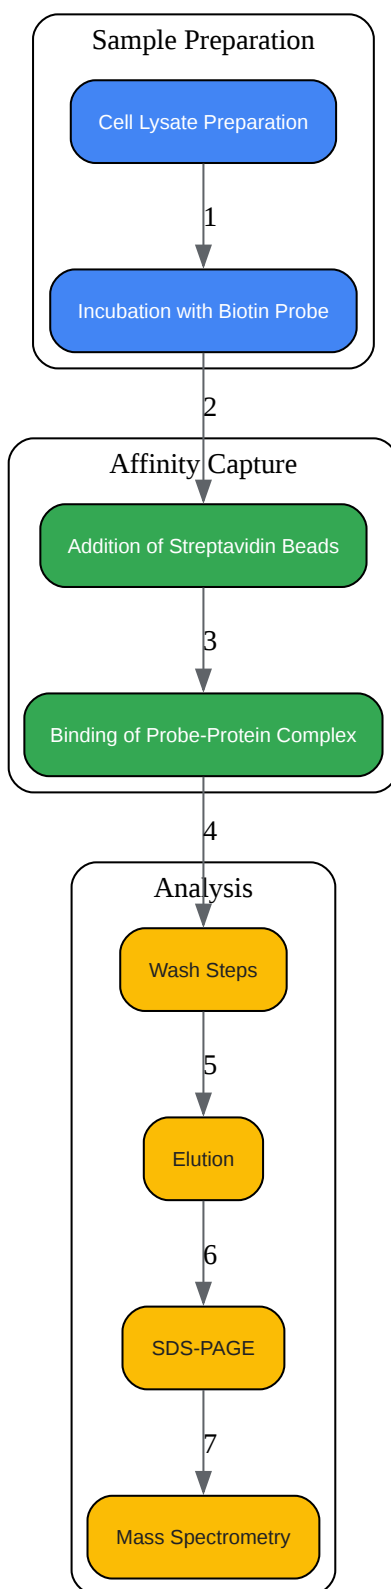 Sample Preparation
Cell Lysate Preparation
1
Incubation with Biotin Probe
2
Affinity Capture
Addition of Streptavidin Beads
3
Binding of Probe-Protein Complex
4
Analysis
Wash Steps
5
Elution
6
SDS-PAGE
7
Mass Spectrometry